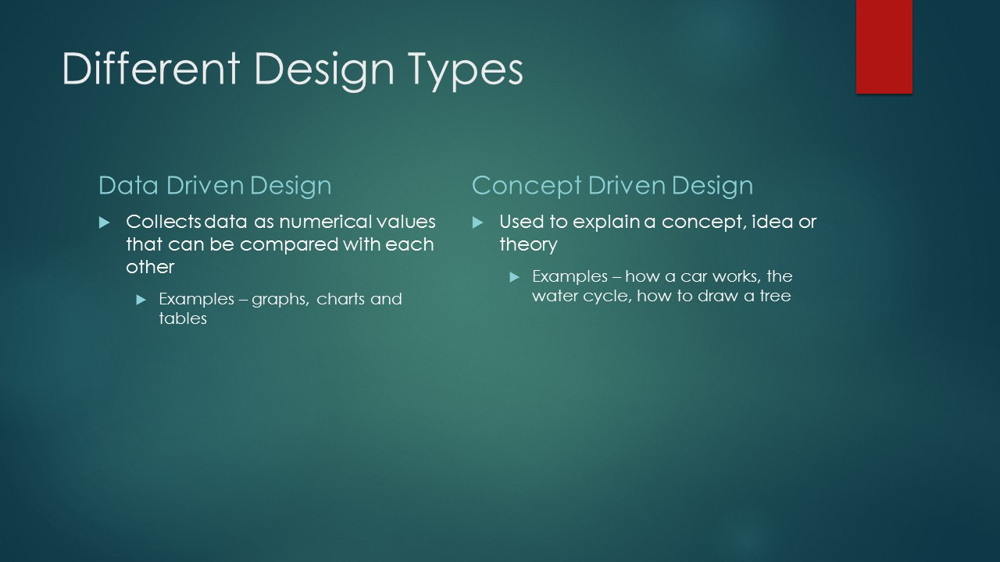 Different Design Types
Data Driven Design
Collects data as numerical values
that can be compared with each
other
Examples – graphs, charts and
tables
Concept Driven Design
Used to explain a concept, idea or
theory
Examples – how a car works, the
water cycle, how to draw a tree